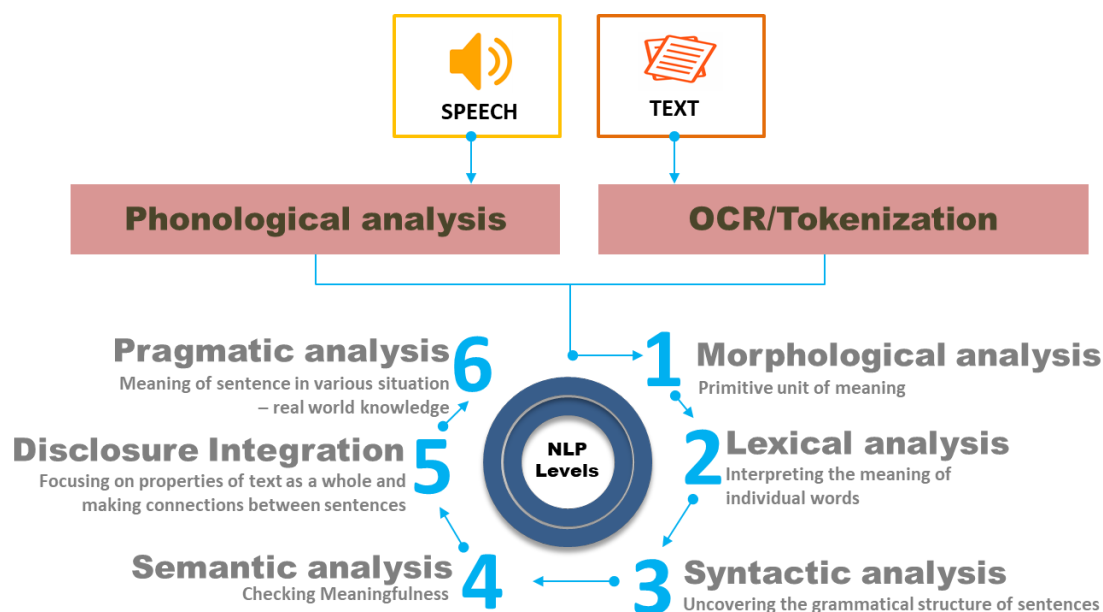 SPEECH
TEXT
Phonological analysis
OCR/Tokenization
6
Pragmatic analysis
Meaning of sentence in various situation
– real world knowledge
1
Morphological analysis
Primitive unit of meaning
5
Disclosure Integration
Focusing on properties of text as a whole and
making connections between sentences
NLP
Levels
2
Lexical analysis
Interpreting the meaning of
individual words
4
Semantic analysis
Checking Meaningfulness
3
Syntactic analysis
Uncovering the grammatical structure of sentences